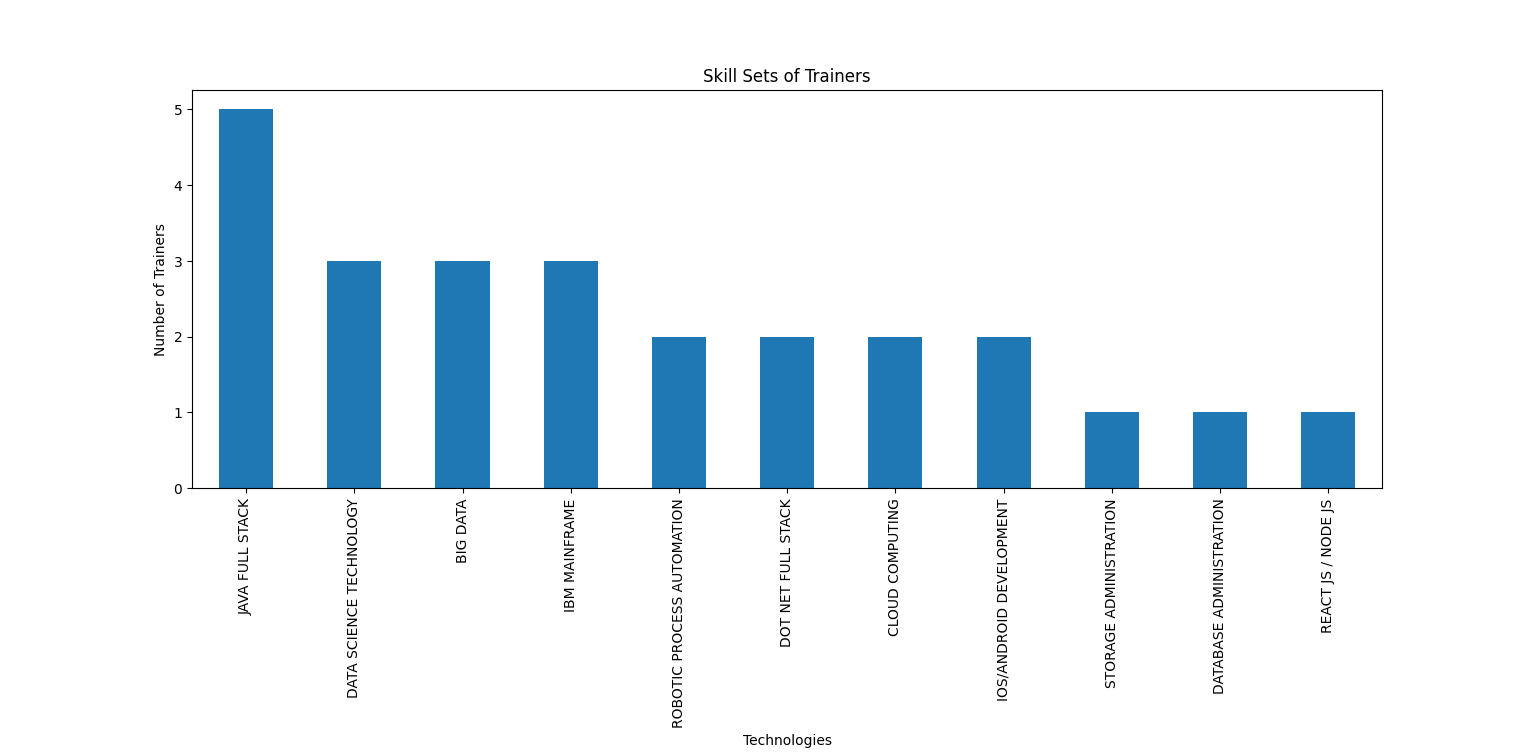 Skill Sets of Trainers
Number of Trainers
5
4
3
2
1
0
JAVA FULL STACK
DATA SCIENCE TECHNOLOGY
BIG DATA
IBM MAINFRAME
ROBOTIC PROCESS AUTOMATION
DOT NET FULL STACK
CLOUD COMPUTING
IOS/ANDROID DEVELOPMENT
STORAGE ADMINISTRATION
DATABASE ADMINISTRATION
REACT JS / NODE JS
Technologies